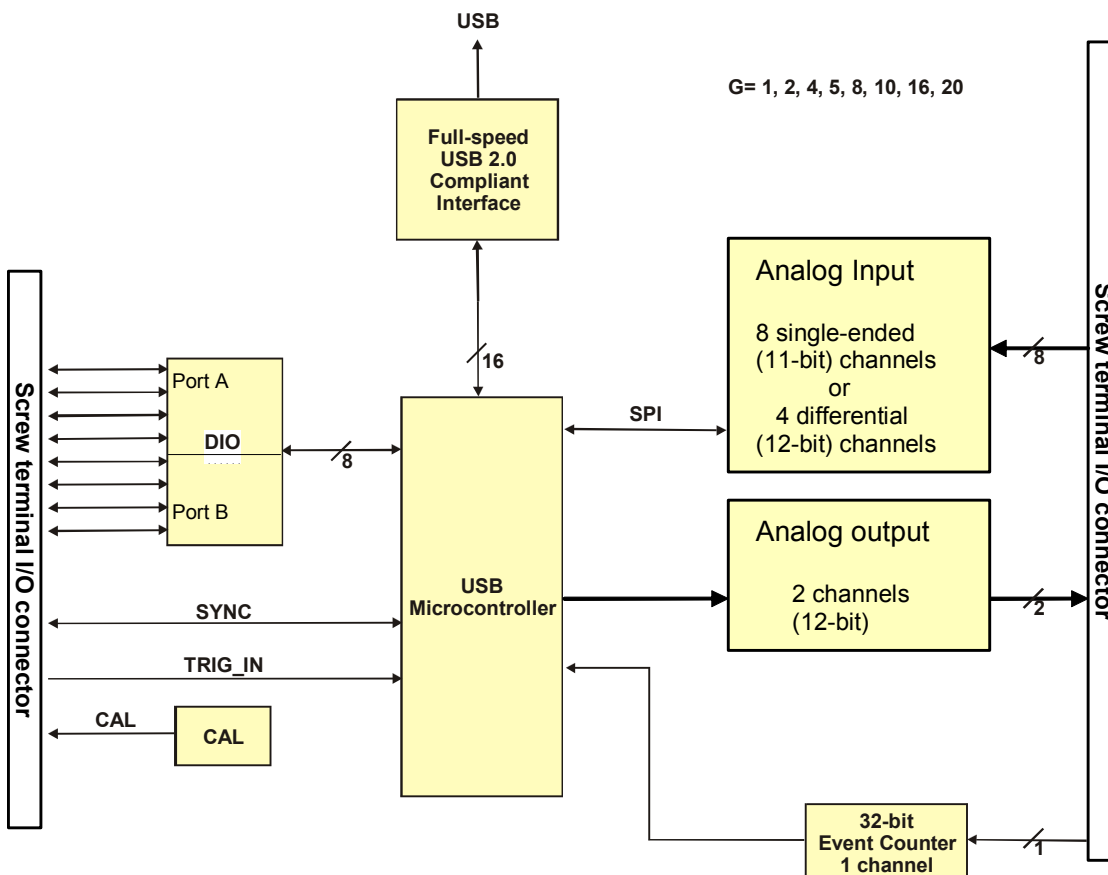 USB
G= 1, 2, 4, 5, 8, 10, 16, 20
Full-speed
USB 2.0
Compliant
Interface
16
Screw terminal I/O connector
Port A
DIO
Port B
8
SYNC
TRIG_IN
CAL
CAL
USB
Microcontroller
SPI
Analog Input
8 single-ended
(11-bit) channels
or
4 differential
(12-bit) channels
8
Analog output
2 channels
(12-bit)
2
32-bit
Event Counter
1 channel
1
Screw terminal I/O connector